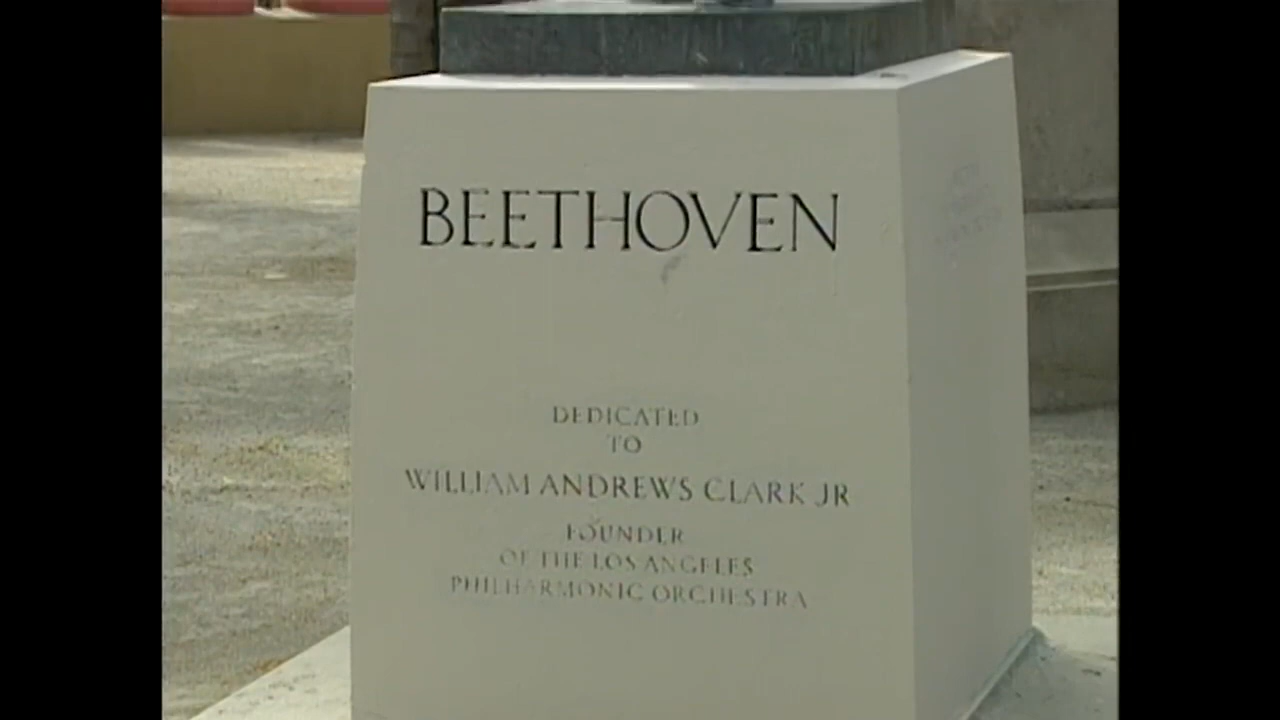 BEETHOVEN
DEDICATED
TO
WILLIAM ANDREWS CLARK JR
FOUNDER
OF THE LOS ANGELES
PHILHARMONIC ORCHESTRA